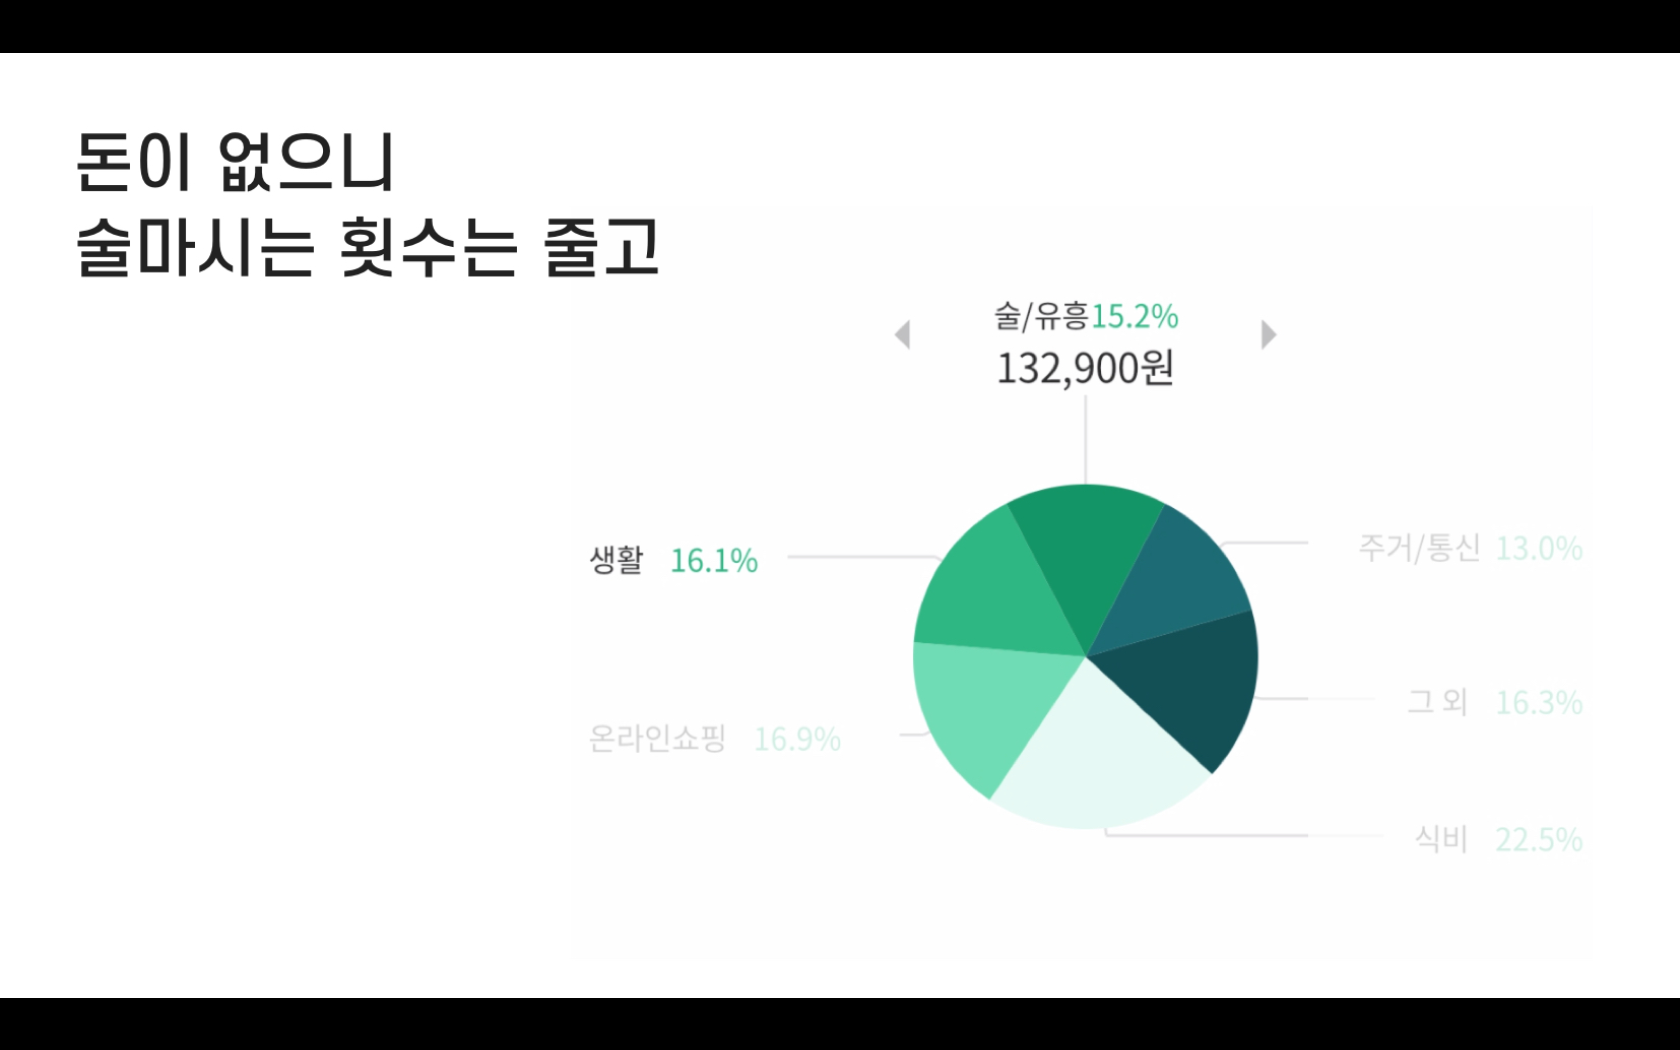 돈이 없으니
술마시는 횟수는 줄고
술/유흥15.2%
132,900원
생활 16.1%
주거/통신 13.0%
온라인쇼핑 16.9%
그 외 16.3%
식비 22.5%